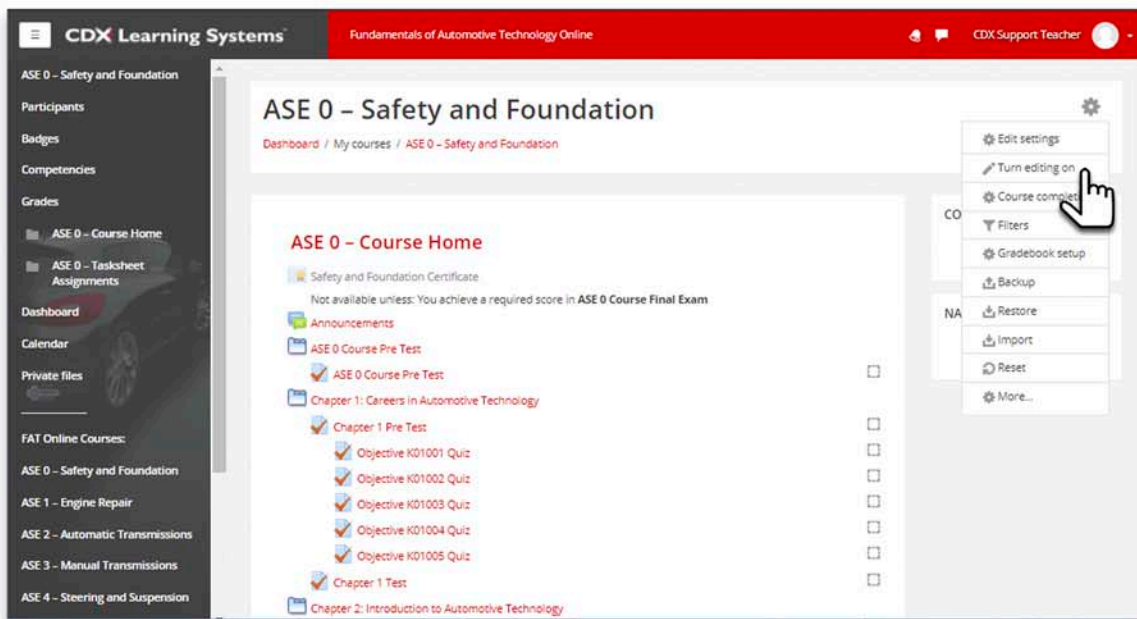 CDX Learning Systems
Fundamentals of Automotive Technology Online
CDX Support Teacher
ASE 0 – Safety and Foundation
Participants
Badges
Competencies
Grades
ASE 0 – Course Home
ASE 0 – Tasksheet
Assignments
Dashboard
Calendar
Private files
FAT Online Courses:
ASE 0 – Safety and Foundation
ASE 1 – Engine Repair
ASE 2 – Automatic Transmissions
ASE 3 – Manual Transmissions
ASE 4 – Steering and Suspension
ASE 0 – Safety and Foundation
Dashboard / My courses / ASE 0 – Safety and Foundation
ASE 0 – Course Home
Safety and Foundation Certificate
Not available unless: You achieve a required score in ASE 0 Course Final Exam
Announcements
ASE 0 Course Pre Test
ASE 0 Course Pre Test
Chapter 1: Careers in Automotive Technology
Chapter 1 Pre Test
Objective K01001 Quiz
Objective K01002 Quiz
Objective K01003 Quiz
Objective K01004 Quiz
Objective K01005 Quiz
Chapter 1 Test
Chapter 2: Introduction to Automotive Technology
Edit settings
Turn editing on
Course complet
Filters
Gradebook setup
Backup
Restore
Import
Reset
More...
CO
NA